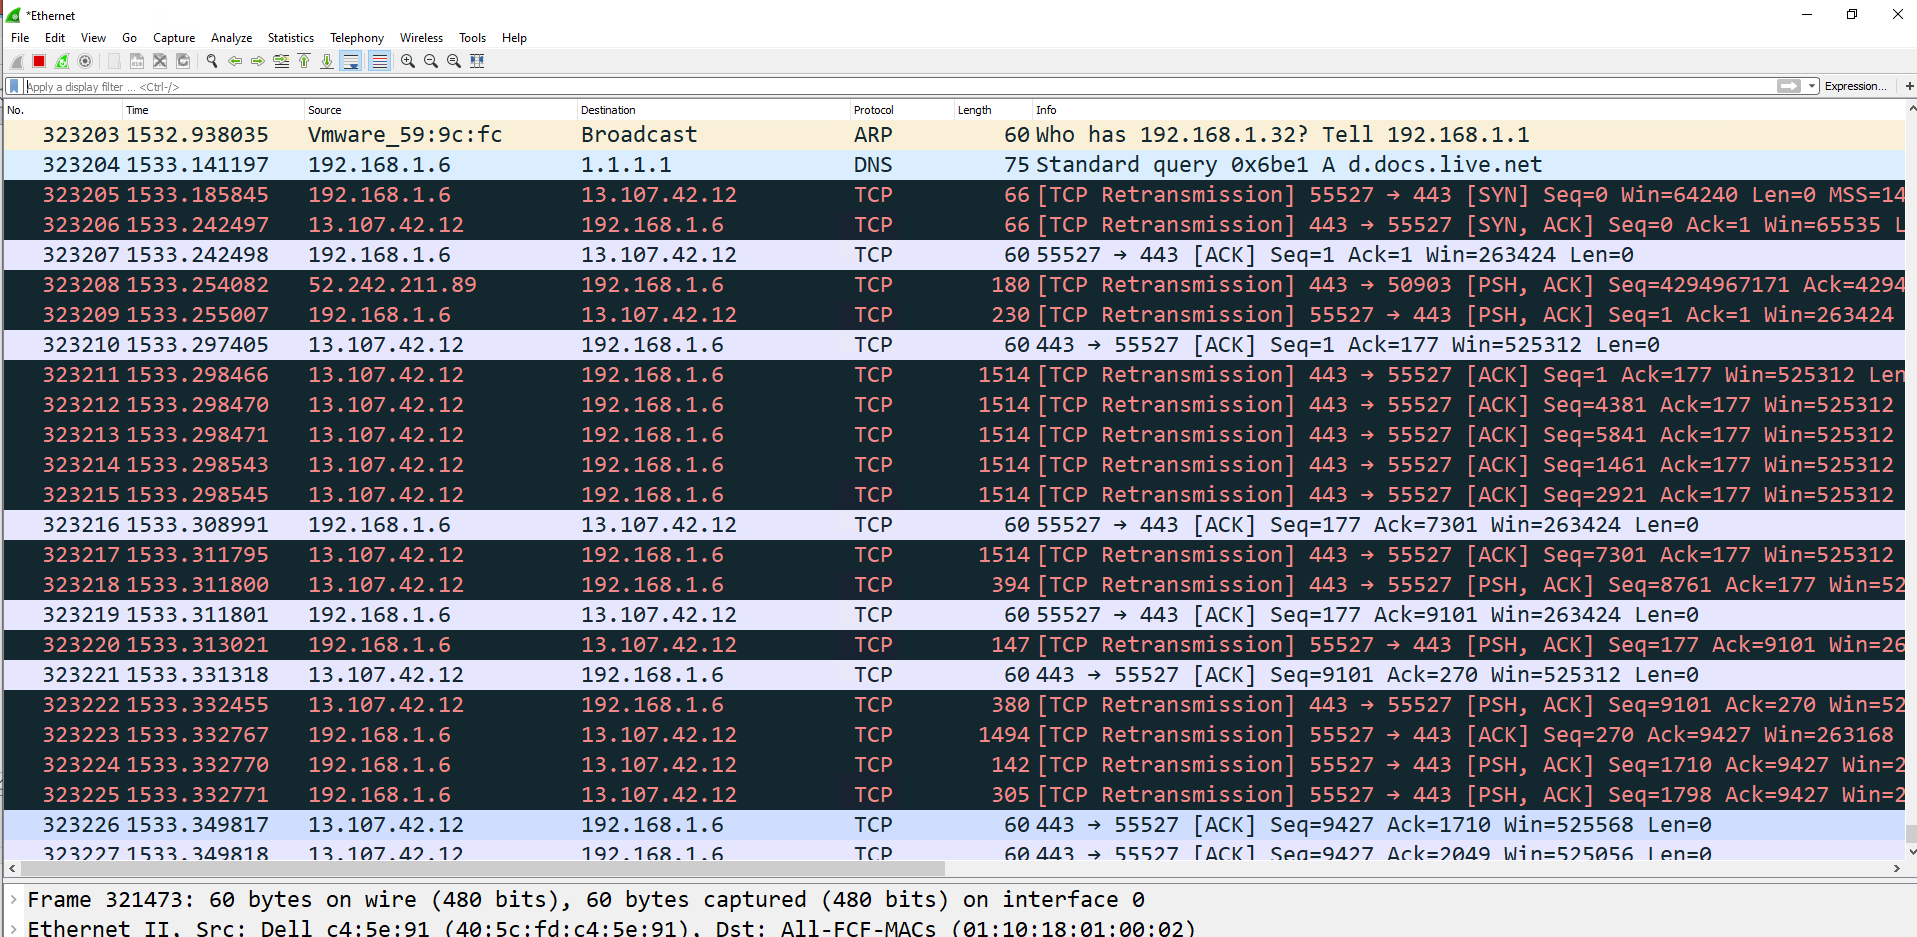 *Ethernet
File Edit View Go Capture Analyze Statistics Telephony Wireless Tools Help
Apply a display filter ... <Ctrl-/> Expression... +
No. Time Source Destination Protocol Length Info
323203 1532.938035 Vmware_59:9c:fc Broadcast ARP 60 Who has 192.168.1.32? Tell 192.168.1.1
323204 1533.141197 192.168.1.6 1.1.1.1 DNS 75 Standard query 0x6be1 A d.docs.live.net
323205 1533.185845 192.168.1.6 13.107.42.12 TCP 66 [TCP Retransmission] 55527 → 443 [SYN] Seq=0 Win=64240 Len=0 MSS=14
323206 1533.242497 13.107.42.12 192.168.1.6 TCP 66 [TCP Retransmission] 443 → 55527 [SYN, ACK] Seq=0 Ack=1 Win=65535 L
323207 1533.242498 192.168.1.6 13.107.42.12 TCP 60 55527 → 443 [ACK] Seq=1 Ack=1 Win=263424 Len=0
323208 1533.254082 52.242.211.89 192.168.1.6 TCP 180 [TCP Retransmission] 443 → 50903 [PSH, ACK] Seq=4294967171 Ack=4294
323209 1533.255007 192.168.1.6 13.107.42.12 TCP 230 [TCP Retransmission] 55527 → 443 [PSH, ACK] Seq=1 Ack=1 Win=263424
323210 1533.297405 13.107.42.12 192.168.1.6 TCP 60 443 → 55527 [ACK] Seq=1 Ack=177 Win=525312 Len=0
323211 1533.298466 13.107.42.12 192.168.1.6 TCP 1514 [TCP Retransmission] 443 → 55527 [ACK] Seq=1 Ack=177 Win=525312 Len
323212 1533.298470 13.107.42.12 192.168.1.6 TCP 1514 [TCP Retransmission] 443 → 55527 [ACK] Seq=4381 Ack=177 Win=525312
323213 1533.298471 13.107.42.12 192.168.1.6 TCP 1514 [TCP Retransmission] 443 → 55527 [ACK] Seq=5841 Ack=177 Win=525312
323214 1533.298543 13.107.42.12 192.168.1.6 TCP 1514 [TCP Retransmission] 443 → 55527 [ACK] Seq=1461 Ack=177 Win=525312
323215 1533.298545 13.107.42.12 192.168.1.6 TCP 1514 [TCP Retransmission] 443 → 55527 [ACK] Seq=2921 Ack=177 Win=525312
323216 1533.308991 192.168.1.6 13.107.42.12 TCP 60 55527 → 443 [ACK] Seq=177 Ack=7301 Win=263424 Len=0
323217 1533.311795 13.107.42.12 192.168.1.6 TCP 1514 [TCP Retransmission] 443 → 55527 [ACK] Seq=7301 Ack=177 Win=525312
323218 1533.311800 13.107.42.12 192.168.1.6 TCP 394 [TCP Retransmission] 443 → 55527 [PSH, ACK] Seq=8761 Ack=177 Win=52
323219 1533.311801 192.168.1.6 13.107.42.12 TCP 60 55527 → 443 [ACK] Seq=177 Ack=9101 Win=263424 Len=0
323220 1533.313021 192.168.1.6 13.107.42.12 TCP 147 [TCP Retransmission] 55527 → 443 [PSH, ACK] Seq=177 Ack=9101 Win=26
323221 1533.331318 13.107.42.12 192.168.1.6 TCP 60 443 → 55527 [ACK] Seq=9101 Ack=270 Win=525312 Len=0
323222 1533.332455 13.107.42.12 192.168.1.6 TCP 380 [TCP Retransmission] 443 → 55527 [PSH, ACK] Seq=9101 Ack=270 Win=52
323223 1533.332767 192.168.1.6 13.107.42.12 TCP 1494 [TCP Retransmission] 55527 → 443 [ACK] Seq=270 Ack=9427 Win=263168
323224 1533.332770 192.168.1.6 13.107.42.12 TCP 142 [TCP Retransmission] 55527 → 443 [PSH, ACK] Seq=1710 Ack=9427 Win=2
323225 1533.332771 192.168.1.6 13.107.42.12 TCP 305 [TCP Retransmission] 55527 → 443 [PSH, ACK] Seq=1798 Ack=9427 Win=2
323226 1533.349817 13.107.42.12 192.168.1.6 TCP 60 443 → 55527 [ACK] Seq=9427 Ack=1710 Win=525568 Len=0
323227 1533.349818 13.107.42.12 192.168.1.6 TCP 60 443 → 55527 [ACK] Seq=9427 Ack=2049 Win=525056 Len=0
Frame 321473: 60 bytes on wire (480 bits), 60 bytes captured (480 bits) on interface 0
Ethernet II, Src: Dell_c4:5e:91 (40:5c:fd:c4:5e:91), Dst: All-FCF-MACs (01:10:18:01:00:02)